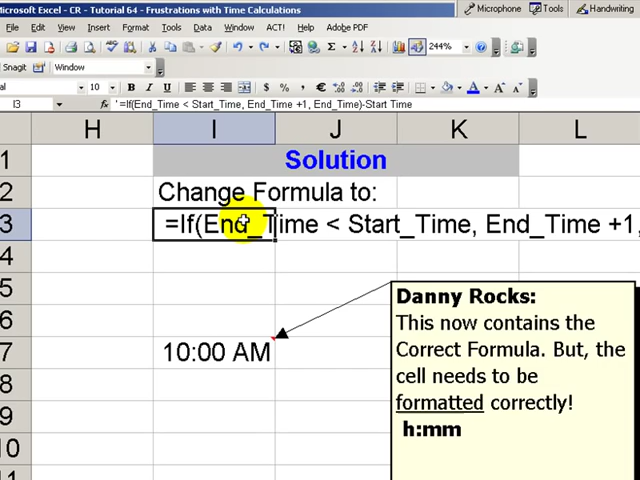 Microsoft Excel - CR - Tutorial 64 - Frustrations with Time Calculations
Microphone Tools Handwriting
File Edit View Insert Format Tools Data Window ACT! Help Adobe PDF
244%
Snagit Window
10 B I U
I3 fx ' =If(End_Time < Start_Time, End_Time +1, End_Time)-Start Time
H I J K L
1 Solution
2 Change Formula to:
3 =If(End_Time < Start_Time, End_Time +1,
4
5
6
7 10:00 AM
8
9
10
11
Danny Rocks:
This now contains the
Correct Formula. But, the
cell needs to be
formatted correctly!
h:mm